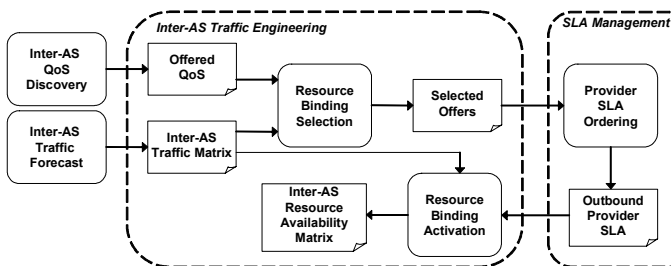 Inter-AS Traffic Engineering
SLA Management
Inter-AS
QoS
Discovery
Offered
QoS
Resource
Binding
Selection
Selected
Offers
Provider
SLA
Ordering
Inter-AS
Traffic
Forecast
Inter-AS
Traffic Matrix
Inter-AS
Resource
Availability
Matrix
Resource
Binding
Activation
Outbound
Provider
SLA